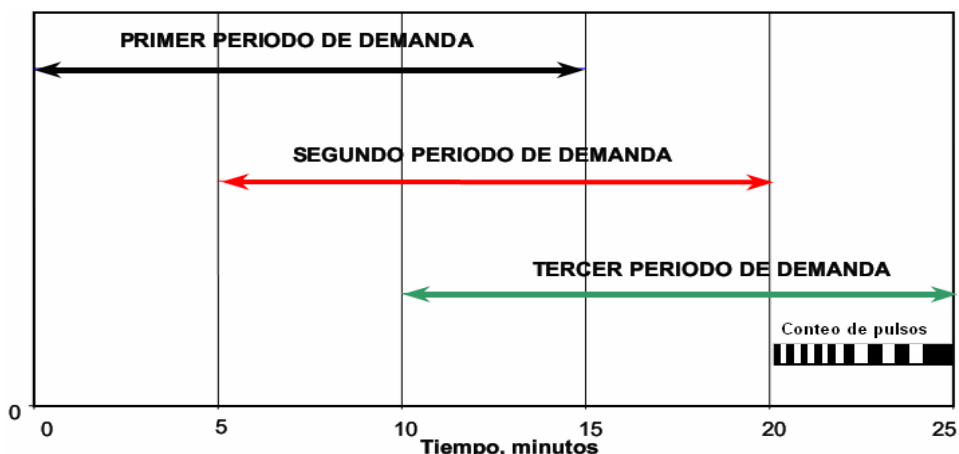 PRIMER PERIODO DE DEMANDA
SEGUNDO PERIODO DE DEMANDA
TERCER PERIODO DE DEMANDA
Conteo de pulsos
0
0 5 10 15 20 25
Tiempo, minutos